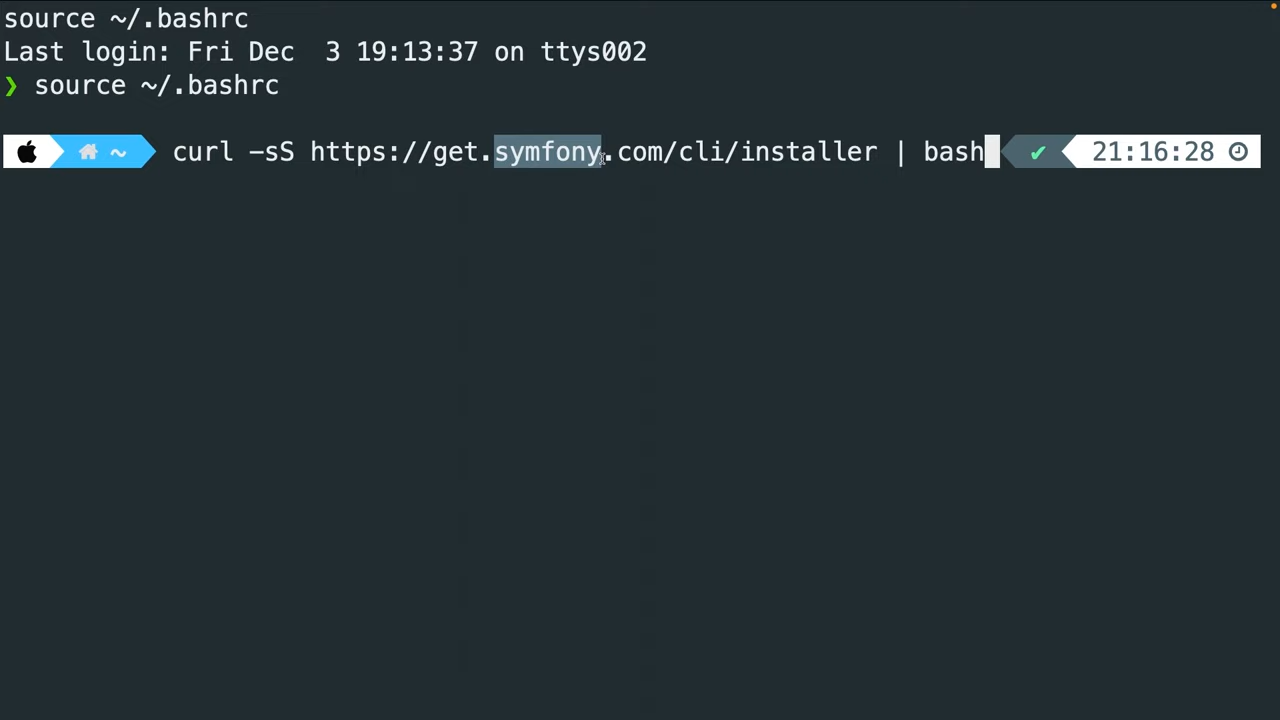 source ~/.bashrc
Last login: Fri Dec  3 19:13:37 on ttys002
❯ source ~/.bashrc
~ curl -sS https://get.symfony.com/cli/installer | bash ✔ 21:16:28